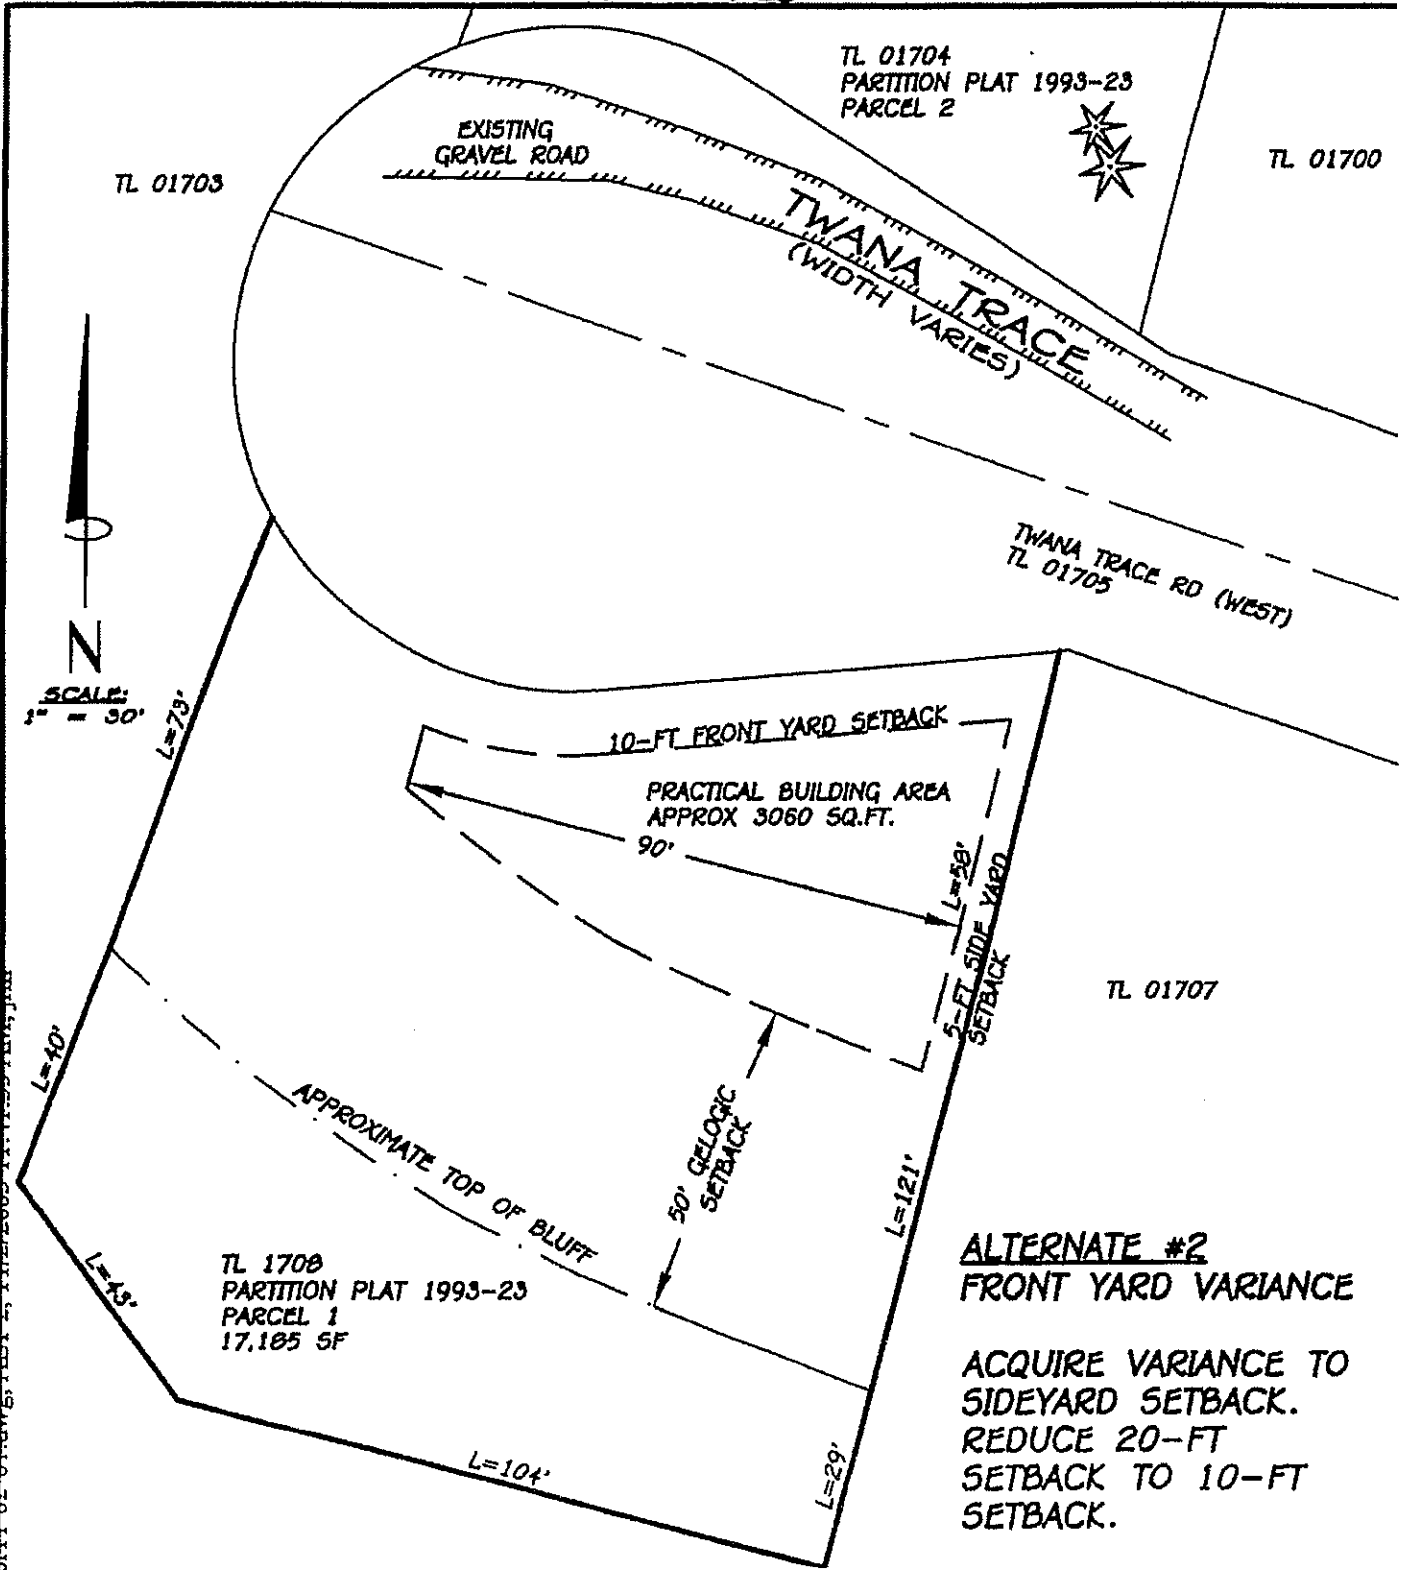 TL 01704
PARTITION PLAT 1993-23
PARCEL 2
TL 01700
EXISTING
GRAVEL ROAD
TL 01703
TWANA TRACE
(WIDTH VARIES)
TWANA TRACE RD (WEST)
TL 01705
N
SCALE:
1" = 30'
L=73'
10-FT FRONT YARD SETBACK
PRACTICAL BUILDING AREA
APPROX 3060 SQ.FT.
90'
L=58'
5-FT SIDE YARD
SETBACK
TL 01707
L=40'
APPROXIMATE TOP OF BLUFF
50' GELOGIC
SETBACK
L=121'
L=43'
TL 1708
PARTITION PLAT 1993-23
PARCEL 1
17,185 SF
L=104'
L=29'
ALTERNATE #2
FRONT YARD VARIANCE
ACQUIRE VARIANCE TO
SIDEYARD SETBACK.
REDUCE 20-FT
SETBACK TO 10-FT
SETBACK.